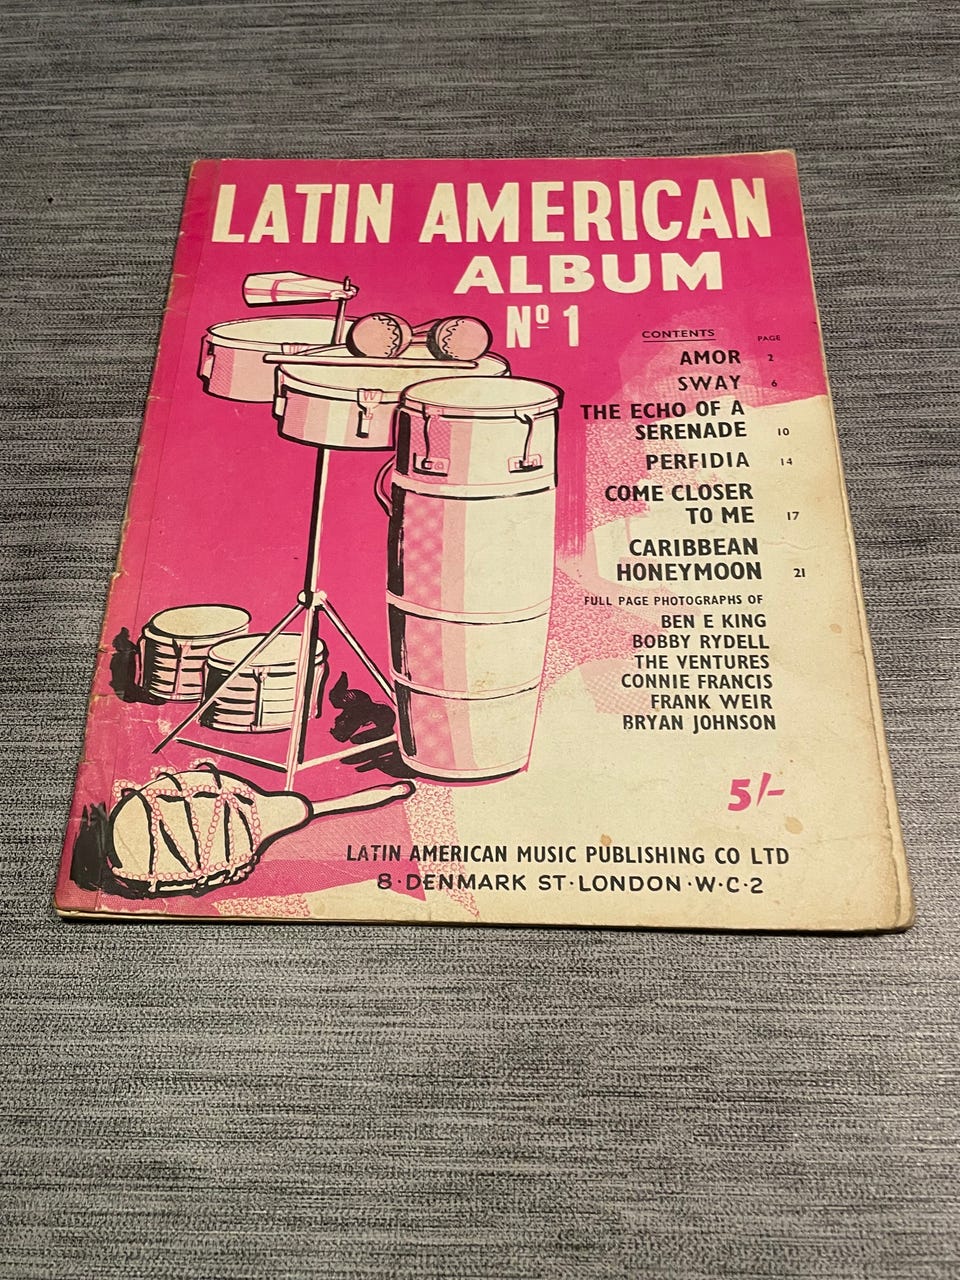 LATIN AMERICAN
ALBUM
Nº 1
CONTENTS PAGE
AMOR 2
SWAY 6
THE ECHO OF A
SERENADE 10
PERFIDIA 14
COME CLOSER
TO ME 17
CARIBBEAN
HONEYMOON 21
FULL PAGE PHOTOGRAPHS OF
BEN E KING
BOBBY RYDELL
THE VENTURES
CONNIE FRANCIS
FRANK WEIR
BRYAN JOHNSON
5/-
LATIN AMERICAN MUSIC PUBLISHING CO LTD
8·DENMARK ST·LONDON·W·C·2
W